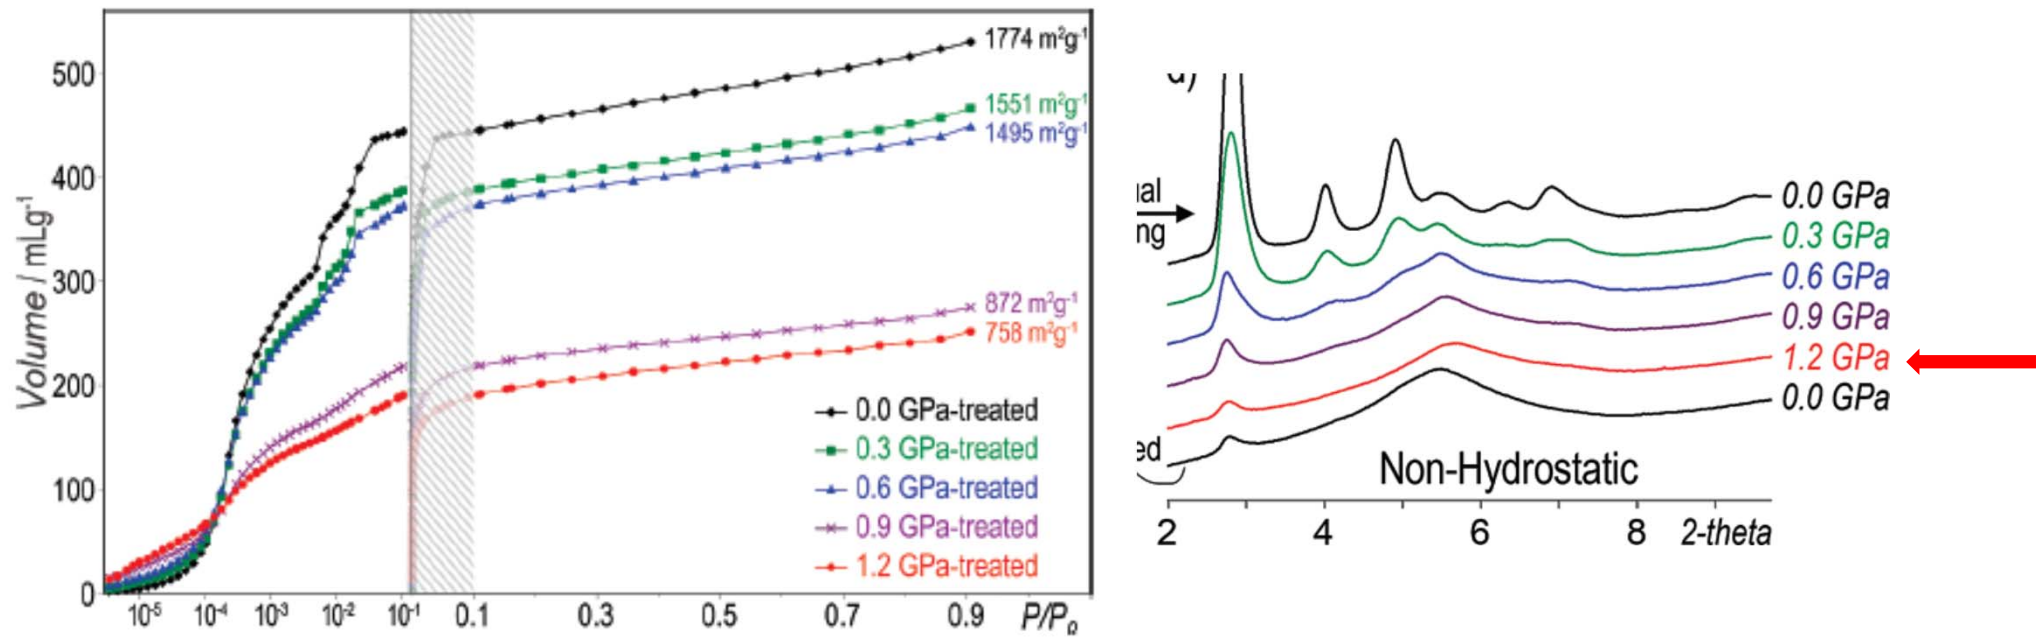 Volume / mLg⁻¹
500
400
300
200
100
0
1774 m²g⁻¹
1551 m²g⁻¹
1495 m²g⁻¹
872 m²g⁻¹
758 m²g⁻¹
0.0 GPa-treated
0.3 GPa-treated
0.6 GPa-treated
0.9 GPa-treated
1.2 GPa-treated
10⁻⁵ 10⁻⁴ 10⁻³ 10⁻² 10⁻¹ 0.1 0.3 0.5 0.7 0.9 P/P₀
ng
0.0 GPa
0.3 GPa
0.6 GPa
0.9 GPa
1.2 GPa
0.0 GPa
ed
Non-Hydrostatic
2 4 6 8 2-theta